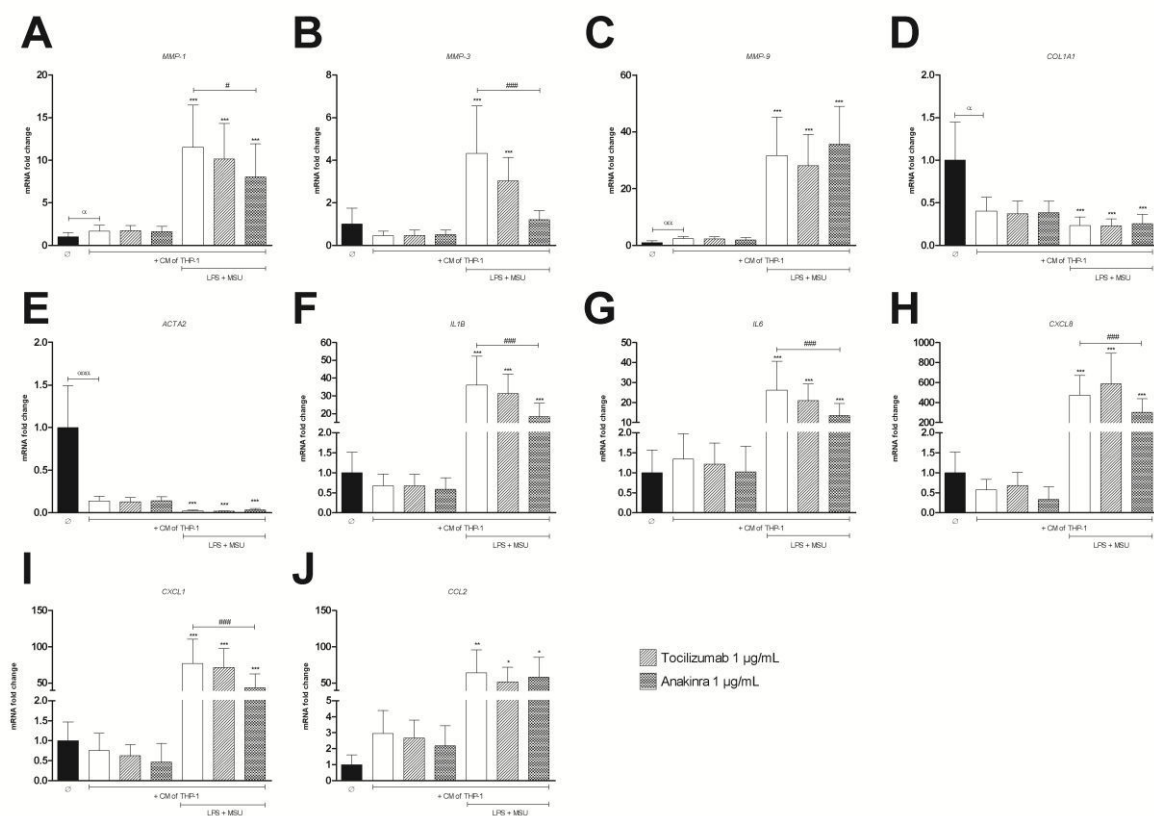 A
MMP-1
mRNA fold change
20
15
10
5
0
***
***
***
#
α
∅
+ CM of THP-1
LPS + MSU
B
MMP-3
mRNA fold change
8
6
4
2
0
***
***
###
∅
+ CM of THP-1
LPS + MSU
C
MMP-9
mRNA fold change
60
40
20
0
***
***
***
αα
∅
+ CM of THP-1
LPS + MSU
D
COL1A1
mRNA fold change
2.0
1.5
1.0
0.5
0.0
α
***
***
***
∅
+ CM of THP-1
LPS + MSU
E
ACTA2
mRNA fold change
2.0
1.5
1.0
0.5
0.0
ααα
***
***
***
∅
+ CM of THP-1
LPS + MSU
F
IL1B
mRNA fold change
60
50
40
30
20
10
2.0
1.5
1.0
0.5
0.0
***
***
***
###
∅
+ CM of THP-1
LPS + MSU
G
IL6
mRNA fold change
60
50
40
30
20
10
2.0
1.5
1.0
0.5
0.0
***
***
***
###
∅
+ CM of THP-1
LPS + MSU
H
CXCL8
mRNA fold change
1000
800
600
400
200
2.0
1.5
1.0
0.5
0.0
***
***
***
###
∅
+ CM of THP-1
LPS + MSU
I
CXCL1
mRNA fold change
150
100
50
2.0
1.5
1.0
0.5
0.0
***
***
***
###
∅
+ CM of THP-1
LPS + MSU
J
CCL2
mRNA fold change
150
100
50
5
4
3
2
1
0
**
*
*
∅
+ CM of THP-1
LPS + MSU
Tocilizumab 1 µg/mL
Anakinra 1 µg/mL